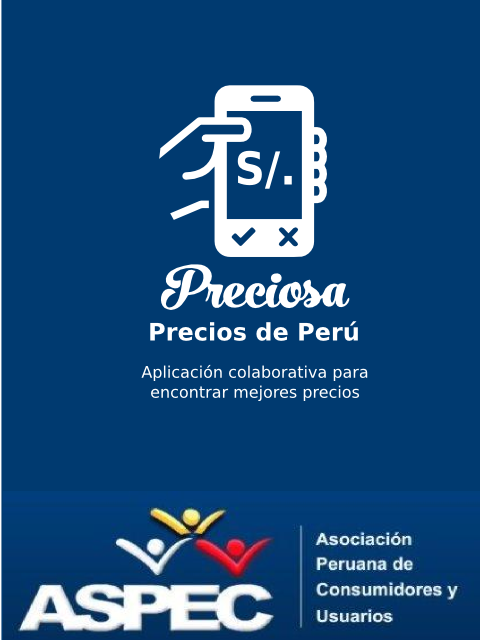 S/.
Preciosa
Precios de Perú
Aplicación colaborativa para
encontrar mejores precios
ASPEC
Asociación
Peruana de
Consumidores y
Usuarios